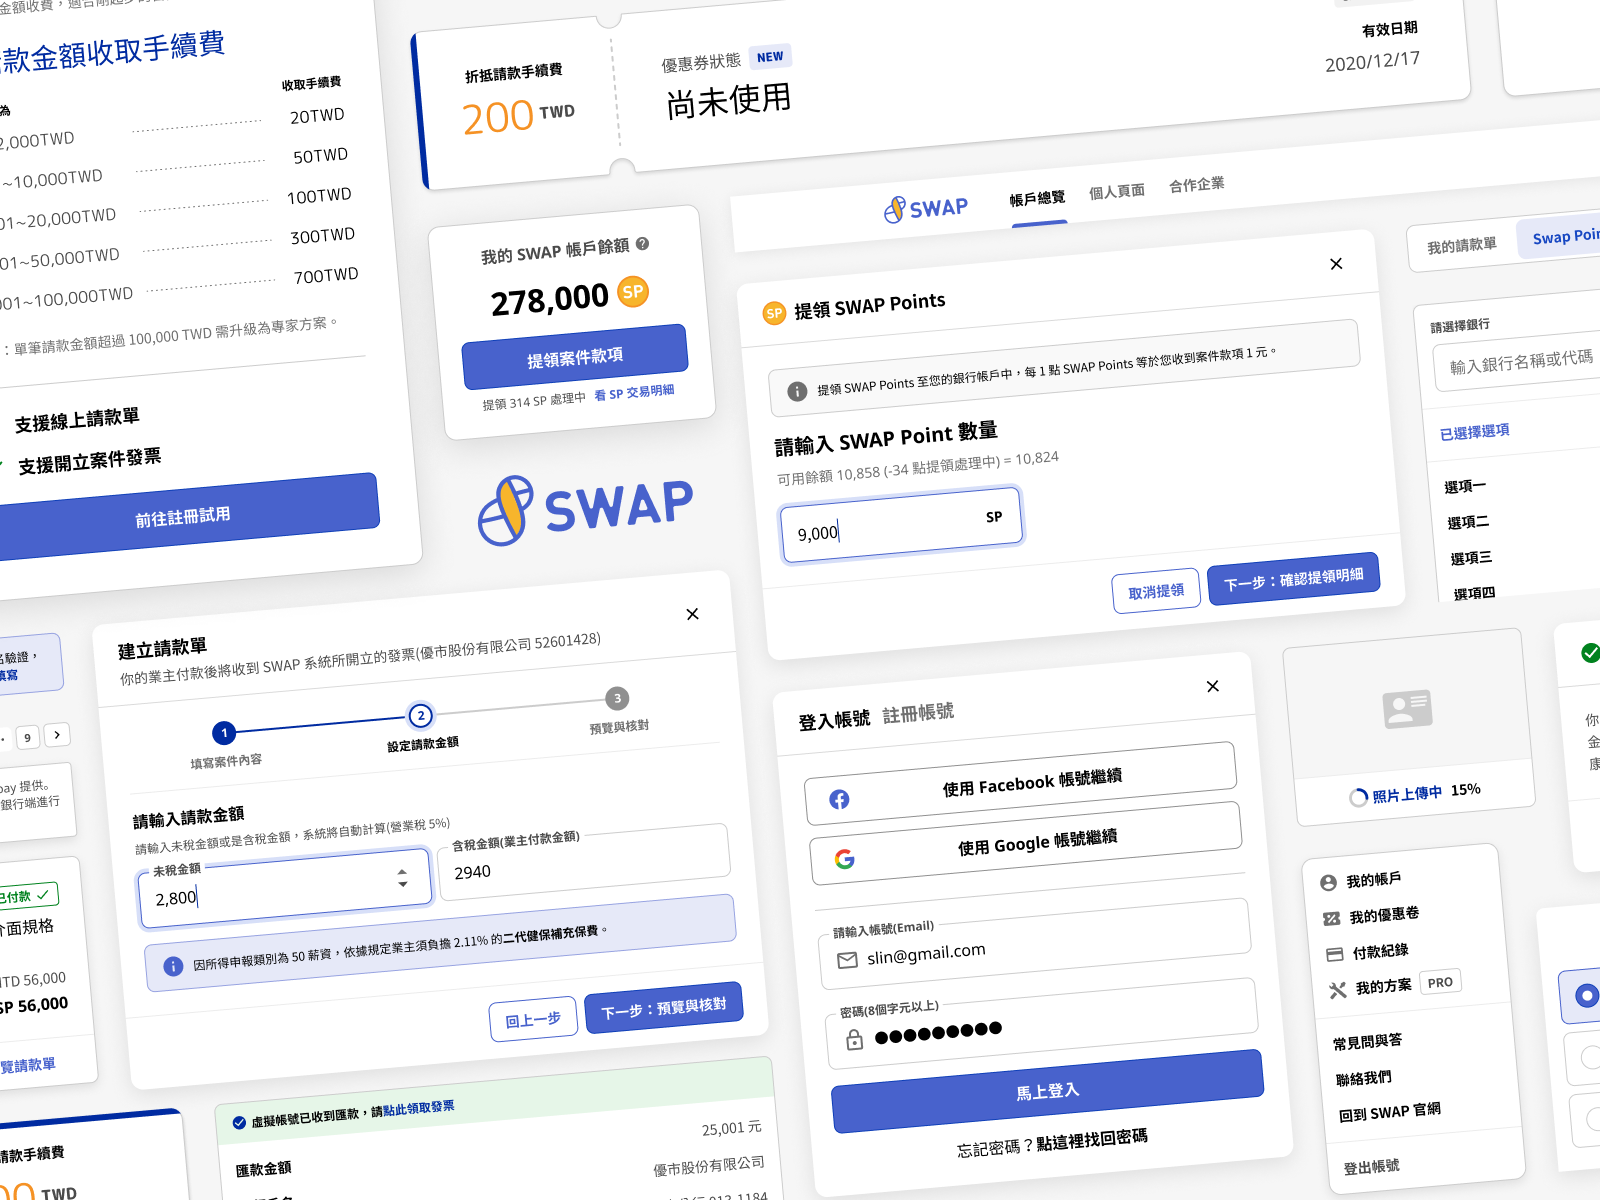 款金額收取手續費
收取手續費
為
2,000TWD 20TWD
~10,000TWD 50TWD
01~20,000TWD 100TWD
01~50,000TWD 300TWD
001~100,000TWD 700TWD
：單筆請款金額超過 100,000 TWD 需升級為專家方案。
支援線上請款單
支援開立案件發票
前往註冊試用
折抵請款手續費
200 TWD
優惠券狀態 NEW
尚未使用
有效日期
2020/12/17
我的 SWAP 帳戶餘額 ?
278,000 SP
提領案件款項
提領 314 SP 處理中 看 SP 交易明細
SWAP
SWAP 帳戶總覽 個人頁面 合作企業
SP 提領 SWAP Points
提領 SWAP Points 至您的銀行帳戶中，每 1 點 SWAP Points 等於您收到案件款項 1 元。
請輸入 SWAP Point 數量
可用餘額 10,858 (-34 點提領處理中) = 10,824
9,000 SP
取消提領 下一步：確認提領明細
我的請款單 Swap Poin
請選擇銀行
輸入銀行名稱或代碼
已選擇選項
選項一
選項二
選項三
選項四
名驗證，
填寫
9
pay 提供。
銀行端進行
已付款
介面規格
NTD 56,000
SP 56,000
覽請款單
請款手續費
00 TWD
建立請款單
你的業主付款後將收到 SWAP 系統所開立的發票(優市股份有限公司 52601428)
1 2 3
填寫案件內容 設定請款金額 預覽與核對
請輸入請款金額
請輸入未稅金額或是含稅金額，系統將自動計算(營業稅 5%)
未稅金額 含稅金額(業主付款金額)
2,800 2940
因所得申報類別為 50 薪資，依據規定業主須負擔 2.11% 的二代健保補充保費。
回上一步 下一步：預覽與核對
虛擬帳號已收到匯款，請點此領取發票
匯款金額 25,001 元
優市股份有限公司
登入帳號 註冊帳號
使用 Facebook 帳號繼續
使用 Google 帳號繼續
請輸入帳號(Email)
slin@gmail.com
密碼(8個字元以上)
馬上登入
忘記密碼？點這裡找回密碼
照片上傳中 15%
我的帳戶
我的優惠卷
付款紀錄
我的方案 PRO
常見問與答
聯絡我們
回到 SWAP 官網
登出帳號
你
金
康